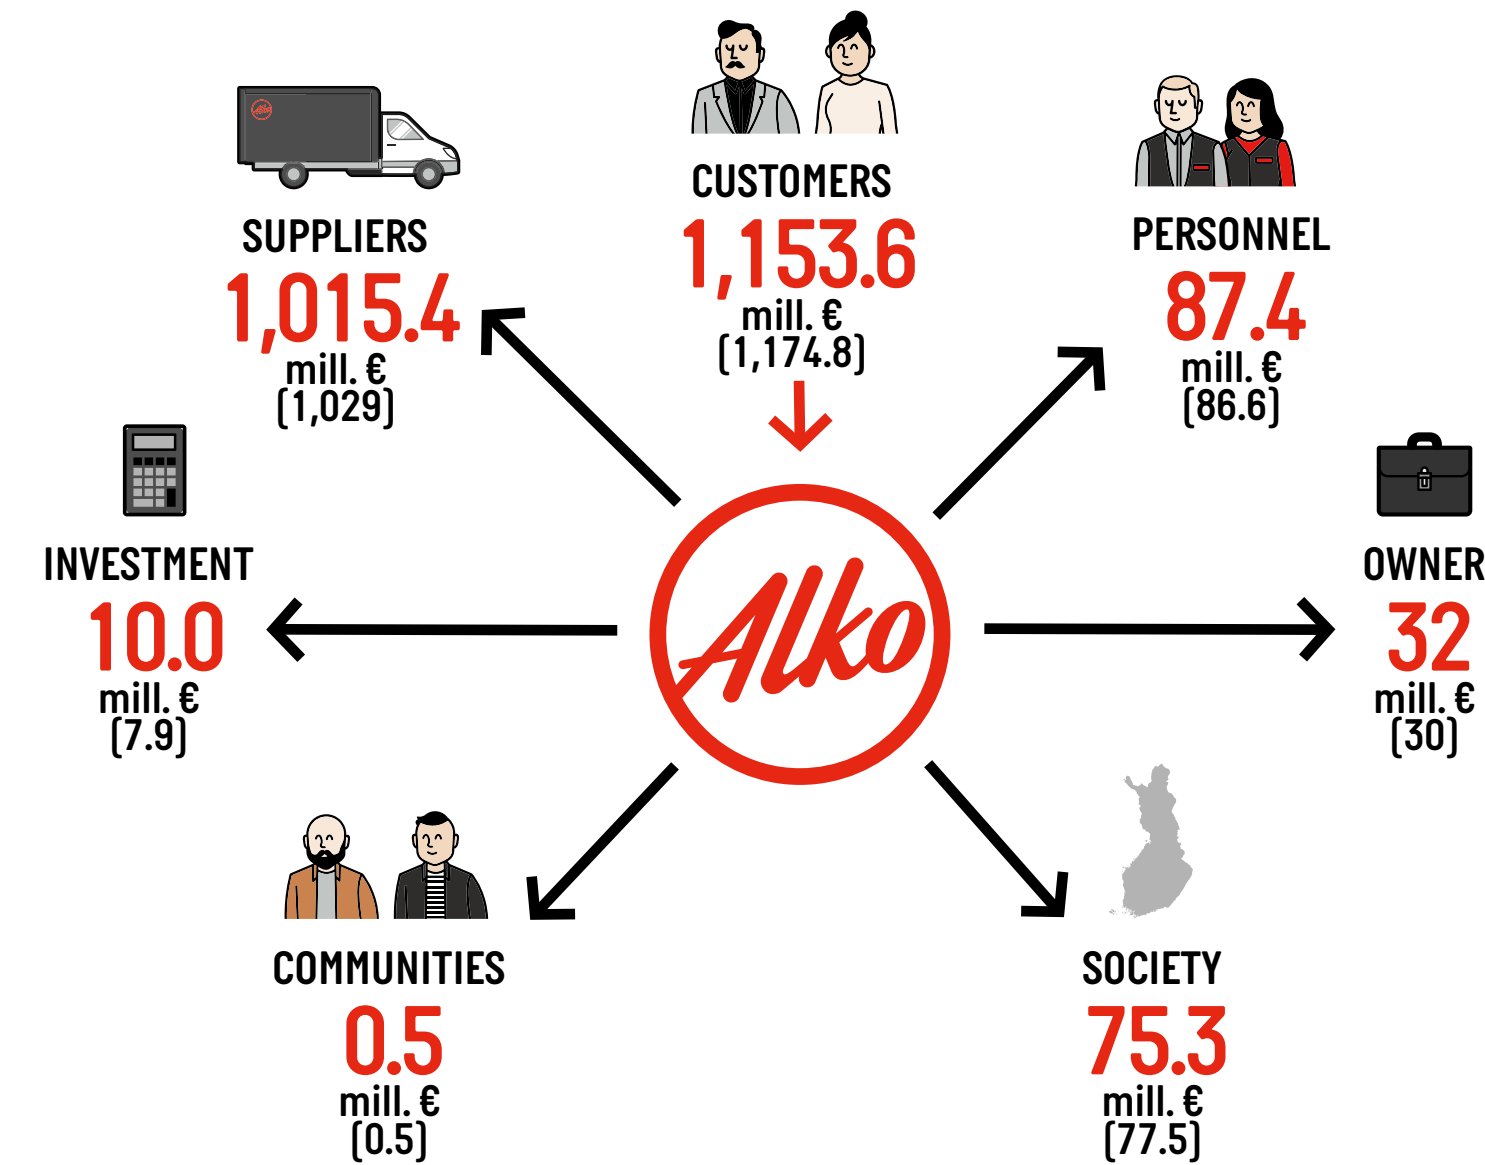 CUSTOMERS
1,153.6
mill. €
(1,174.8)
SUPPLIERS
1,015.4
mill. €
(1,029)
PERSONNEL
87.4
mill. €
(86.6)
INVESTMENT
10.0
mill. €
(7.9)
Alko
OWNER
32
mill. €
(30)
COMMUNITIES
0.5
mill. €
(0.5)
SOCIETY
75.3
mill. €
(77.5)